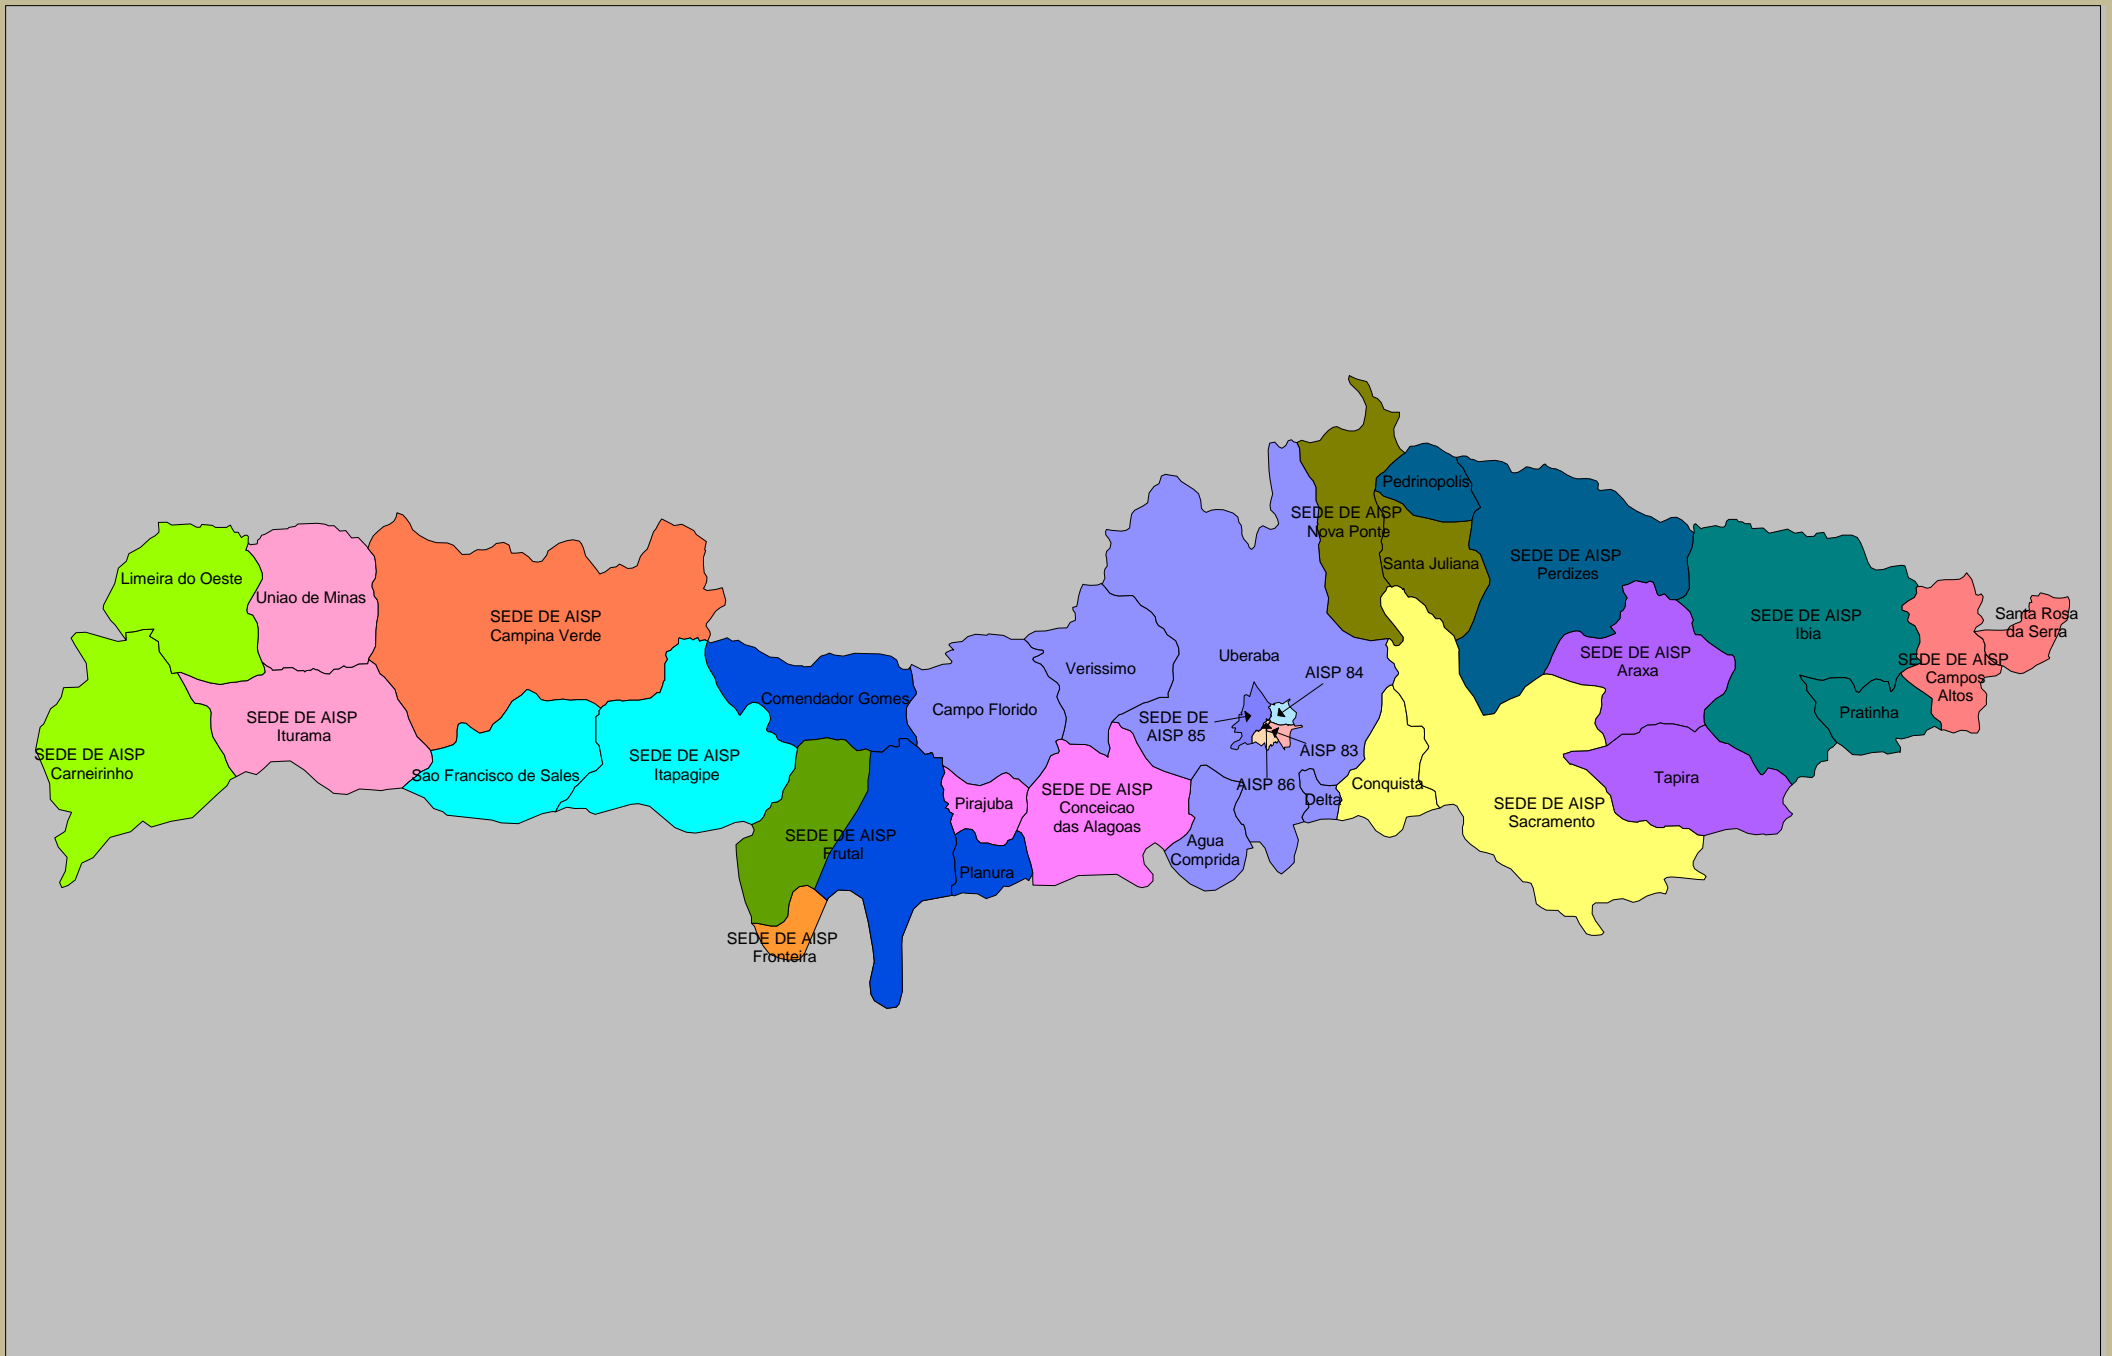 Limeira do Oeste
Uniao de Minas
SEDE DE AISP
Carneirinho
SEDE DE AISP
Iturama
SEDE DE AISP
Campina Verde
Sao Francisco de Sales
SEDE DE AISP
Itapagipe
Comendador Gomes
SEDE DE AISP
Frutal
SEDE DE AISP
Fronteira
Campo Florido
Pirajuba
Planura
Verissimo
SEDE DE AISP
Conceicao
das Alagoas
Uberaba
SEDE DE
AISP 85
AISP 84
AISP 83
AISP 86
Agua
Comprida
Delta
Conquista
SEDE DE AISP
Nova Ponte
Pedrinopolis
Santa Juliana
SEDE DE AISP
Perdizes
SEDE DE AISP
Sacramento
SEDE DE AISP
Araxa
Tapira
SEDE DE AISP
Ibia
Pratinha
SEDE DE AISP
Campos
Altos
Santa Rosa
da Serra